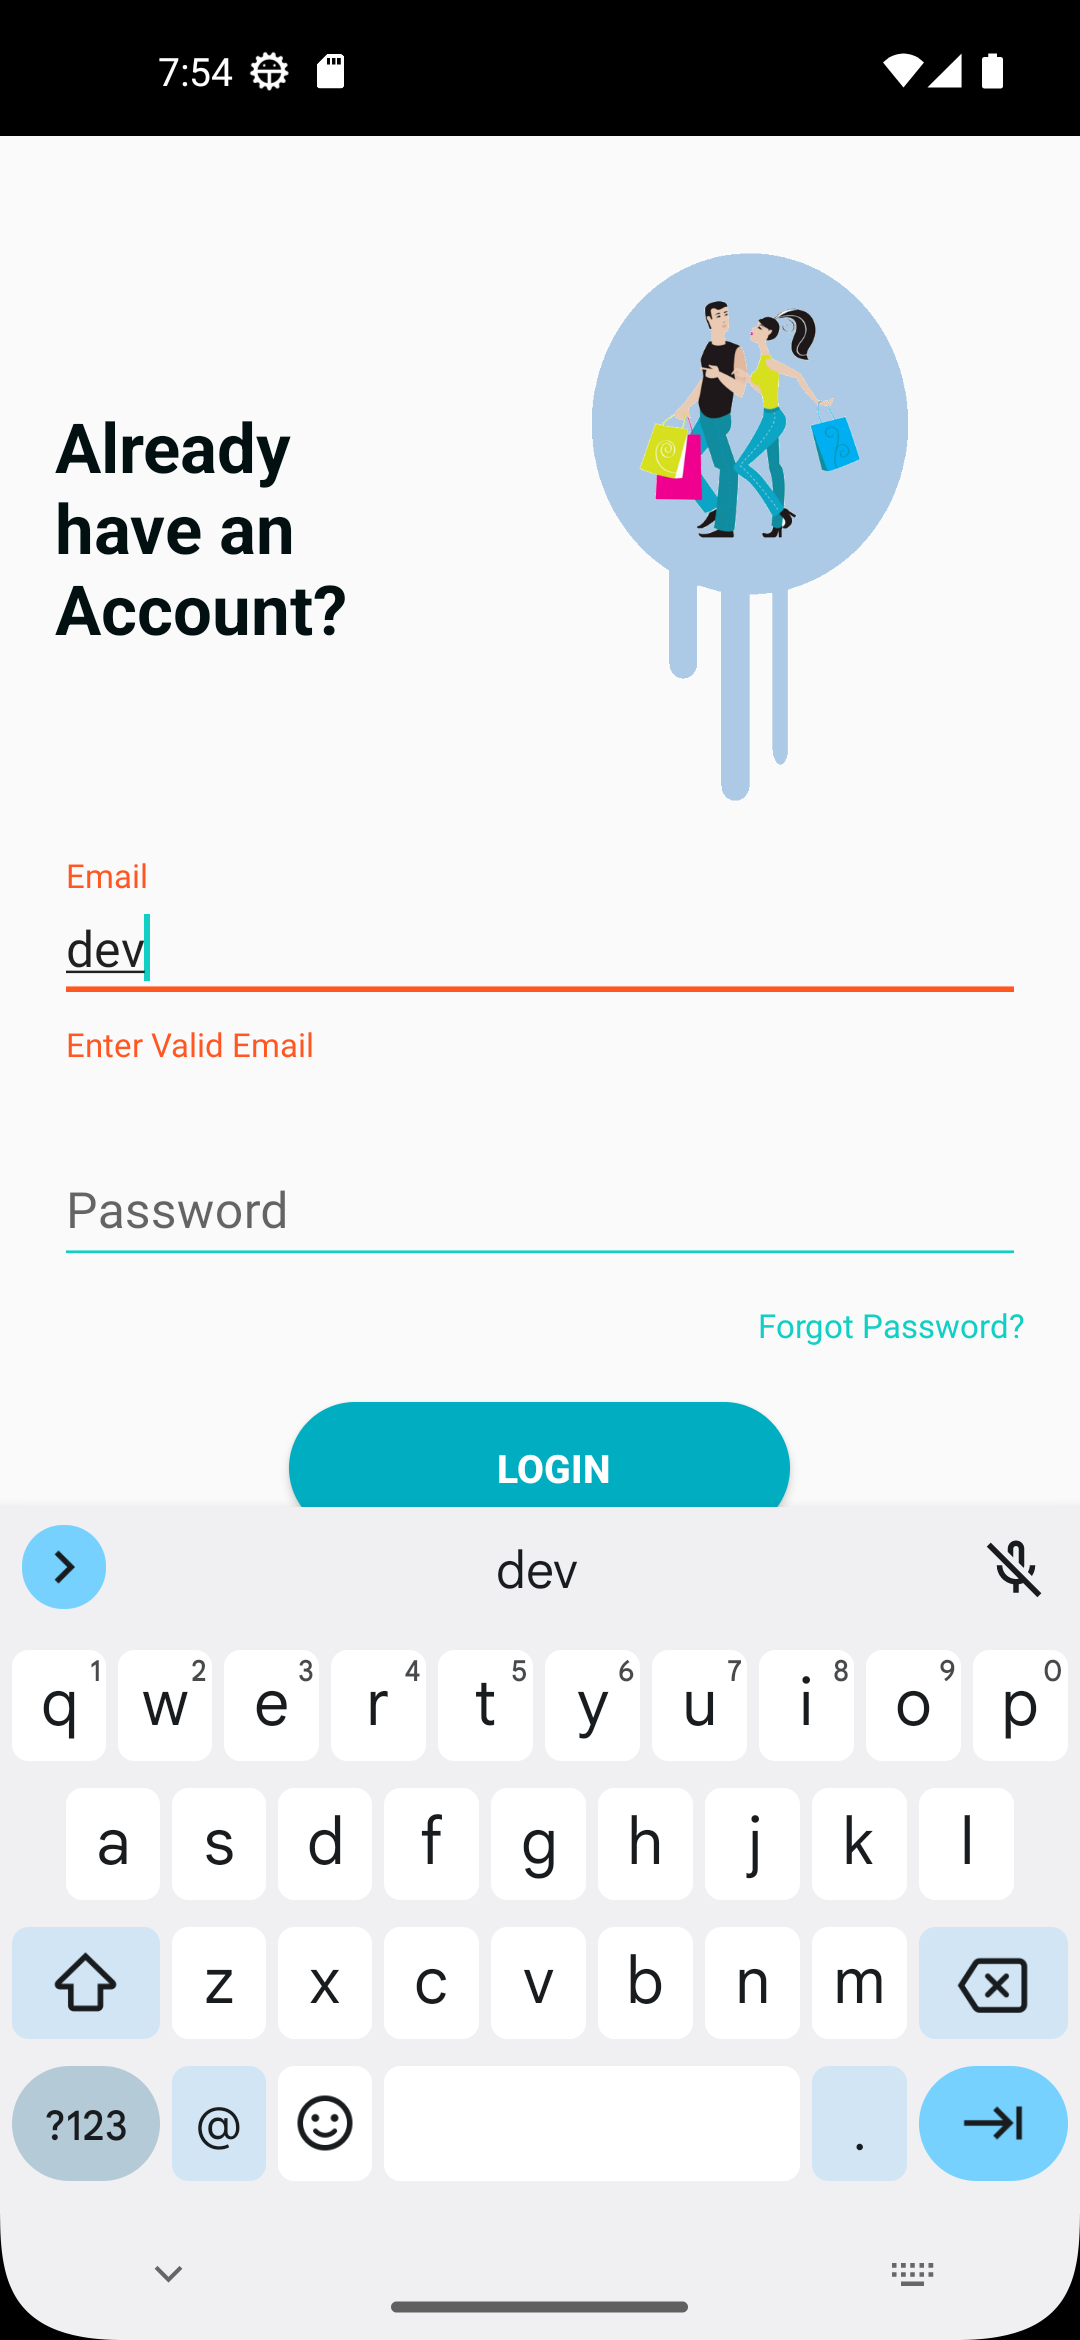 7:54
Already
have an
Account?
Email
dev
Enter Valid Email
Password
Forgot Password?
LOGIN
dev
q1 w2 e3 r4 t5 y6 u7 i8 o9 p0
a s d f g h j k l
z x c v b n m
?123 @ .